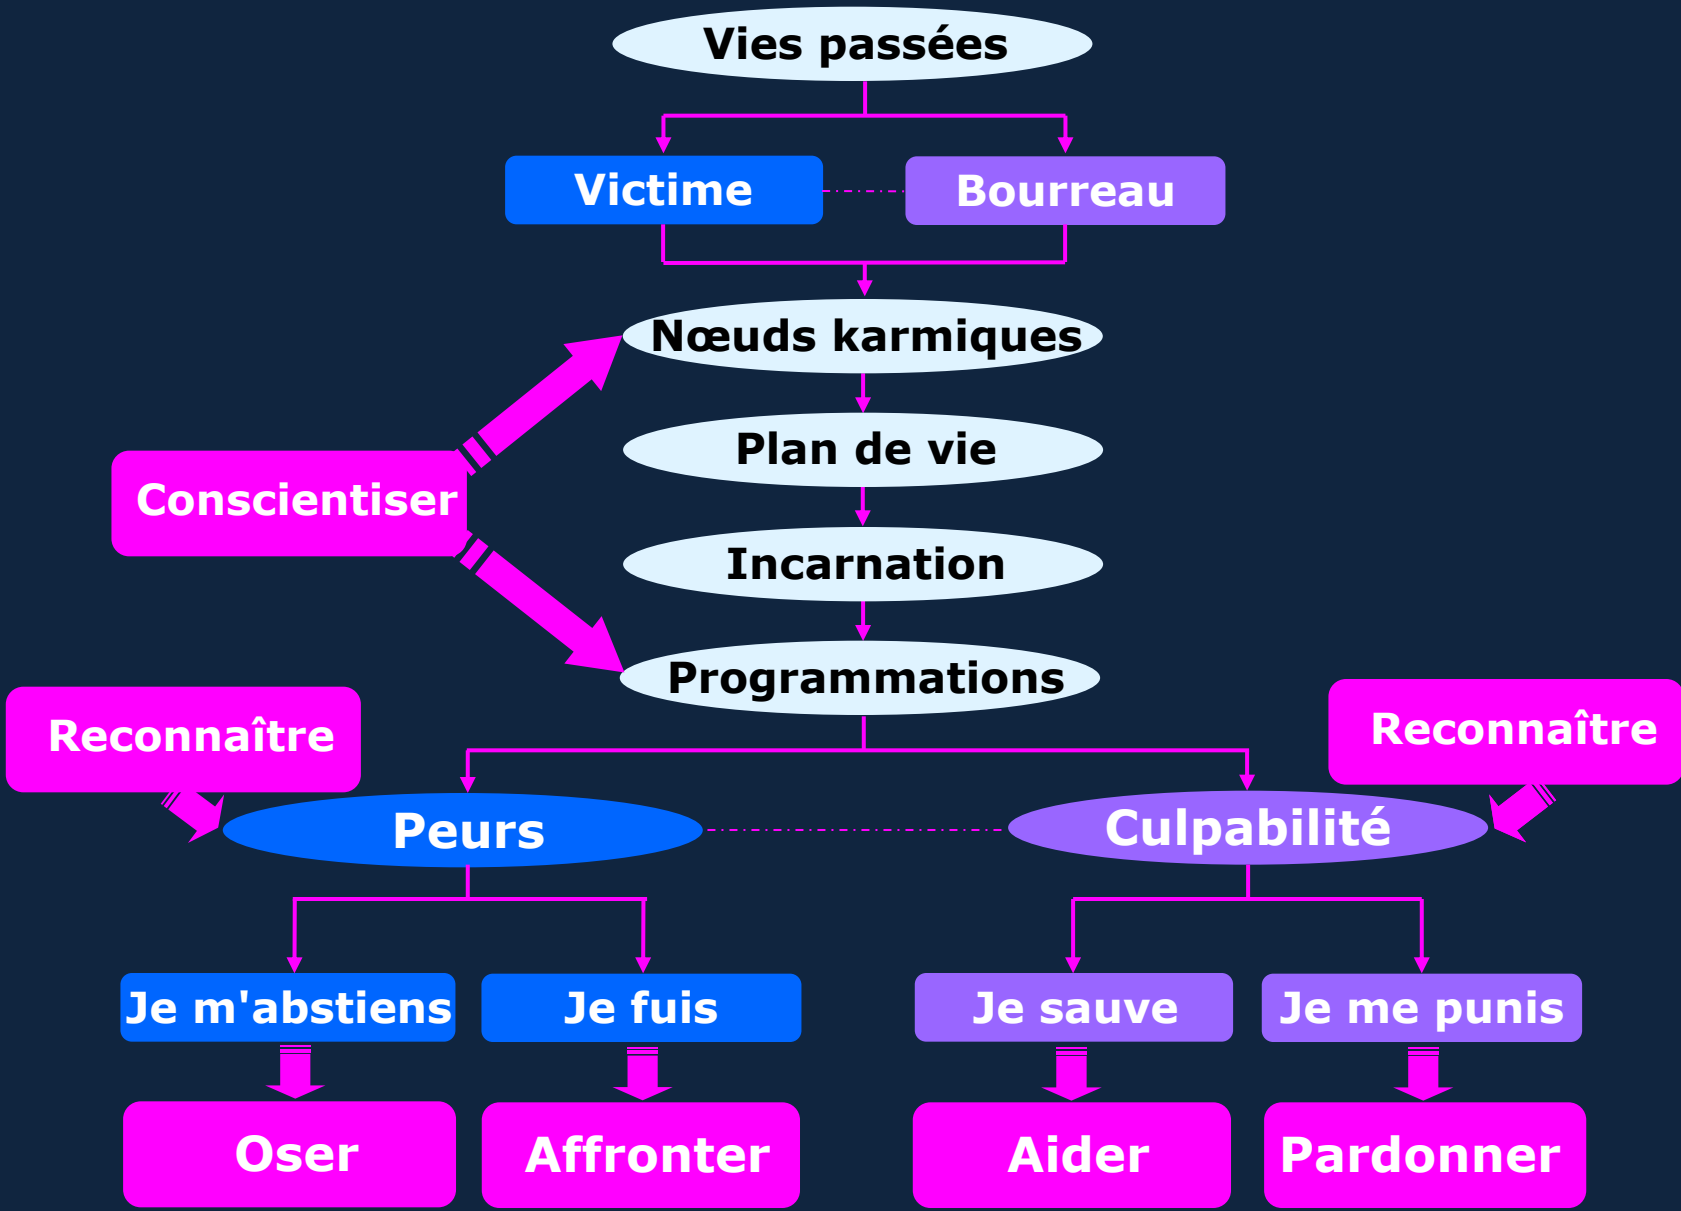 Vies passées
Victime
Bourreau
Nœuds karmiques
Plan de vie
Conscientiser
Incarnation
Programmations
Reconnaître
Reconnaître
Peurs
Culpabilité
Je m'abstiens
Je fuis
Je sauve
Je me punis
Oser
Affronter
Aider
Pardonner